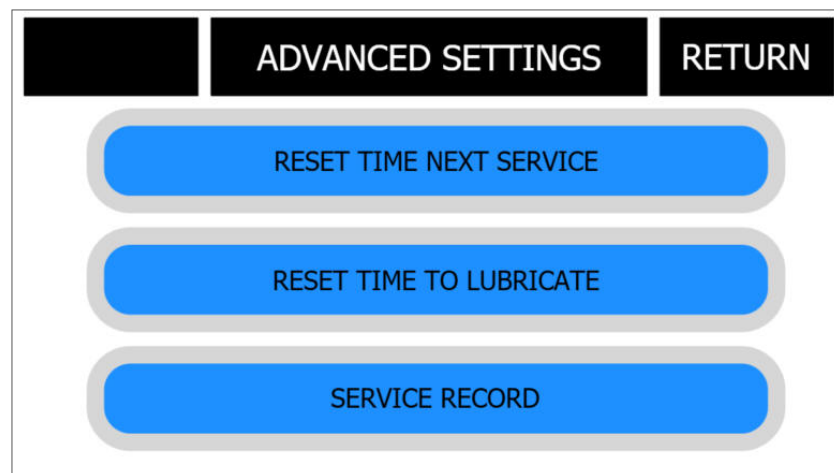 ADVANCED SETTINGS
RETURN
RESET TIME NEXT SERVICE
RESET TIME TO LUBRICATE
SERVICE RECORD